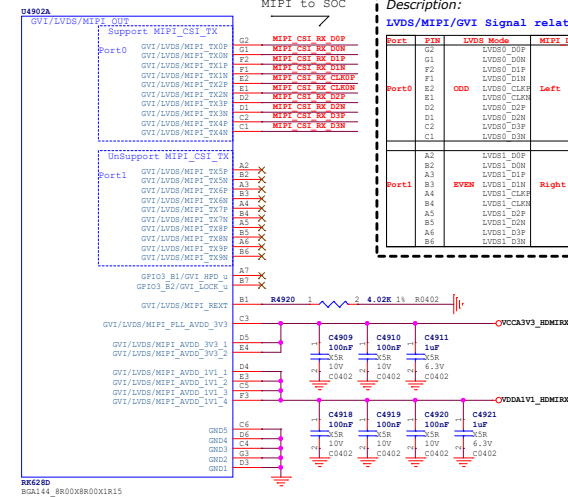 MIPI to SOC
Description:
U4902A
GVI/LVDS/MIPI_OUT
Support MIPI_CSI_TX
Port0
GVI/LVDS/MIPI_TX0P G2 MIPI_CSI_RX_D0P
GVI/LVDS/MIPI_TX0N G1 MIPI_CSI_RX_D0N
GVI/LVDS/MIPI_TX1P F2 MIPI_CSI_RX_D1P
GVI/LVDS/MIPI_TX1N F1 MIPI_CSI_RX_D1N
GVI/LVDS/MIPI_TX2P E2 MIPI_CSI_RX_CLK0P
GVI/LVDS/MIPI_TX2N E1 MIPI_CSI_RX_CLK0N
GVI/LVDS/MIPI_TX3P D2 MIPI_CSI_RX_D2P
GVI/LVDS/MIPI_TX3N D1 MIPI_CSI_RX_D2N
GVI/LVDS/MIPI_TX4P C2 MIPI_CSI_RX_D3P
GVI/LVDS/MIPI_TX4N C1 MIPI_CSI_RX_D3N
UnSupport MIPI_CSI_TX
Port1
GVI/LVDS/MIPI_TX5P A2
GVI/LVDS/MIPI_TX5N B2
GVI/LVDS/MIPI_TX6P A3
GVI/LVDS/MIPI_TX6N B3
GVI/LVDS/MIPI_TX7P A4
GVI/LVDS/MIPI_TX7N B4
GVI/LVDS/MIPI_TX8P A5
GVI/LVDS/MIPI_TX8N B5
GVI/LVDS/MIPI_TX9P A6
GVI/LVDS/MIPI_TX9N B6
GPIO3_B1/GVI_HPD_u A7
GPIO3_B2/GVI_LOCK_u B7
GVI/LVDS/MIPI_REXT B1 R4920 1 2 4.02K 1% R0402
GVI/LVDS/MIPI_PLL_AVDD_3V3 C3 VCCA3V3_HDMIRX
GVI/LVDS/MIPI_AVDD_3V3_1 D5
GVI/LVDS/MIPI_AVDD_3V3_2 E4
C4909 C4910 C4911
100nF 100nF 1uF
X5R X5R X5R
10V 10V 6.3V
C0402 C0402 C0402
GVI/LVDS/MIPI_AVDD_1V1_1 D4
GVI/LVDS/MIPI_AVDD_1V1_2 E3
GVI/LVDS/MIPI_AVDD_1V1_3 C5
GVI/LVDS/MIPI_AVDD_1V1_4 F3 VDDA1V1_HDMIRX
C4918 C4919 C4920 C4921
100nF 100nF 100nF 1uF
X5R X5R X5R X5R
10V 10V 10V 6.3V
C0402 C0402 C0402 C0402
GND5 C6
GND4 D6
GND3 C4
GND2 G3
GND1 D3
RK628D
BGA144_8R00X8R00X1R15
LVDS/MIPI/GVI Signal relat
Port PIN LVDS Mode MIPI D
G2 LVDS0_D0P
G1 LVDS0_D0N
F2 LVDS0_D1P
F1 LVDS0_D1N
Port0 E2 ODD LVDS0_CLKP Left
E1 LVDS0_CLKN
D2 LVDS0_D2P
D1 LVDS0_D2N
C2 LVDS0_D3P
C1 LVDS0_D3N
A2 LVDS1_D0P
B2 LVDS1_D0N
A3 LVDS1_D1P
Port1 B3 EVEN LVDS1_D1N Right
A4 LVDS1_CLKP
B4 LVDS1_CLKN
A5 LVDS1_D2P
B5 LVDS1_D2N
A6 LVDS1_D3P
B6 LVDS1_D3N